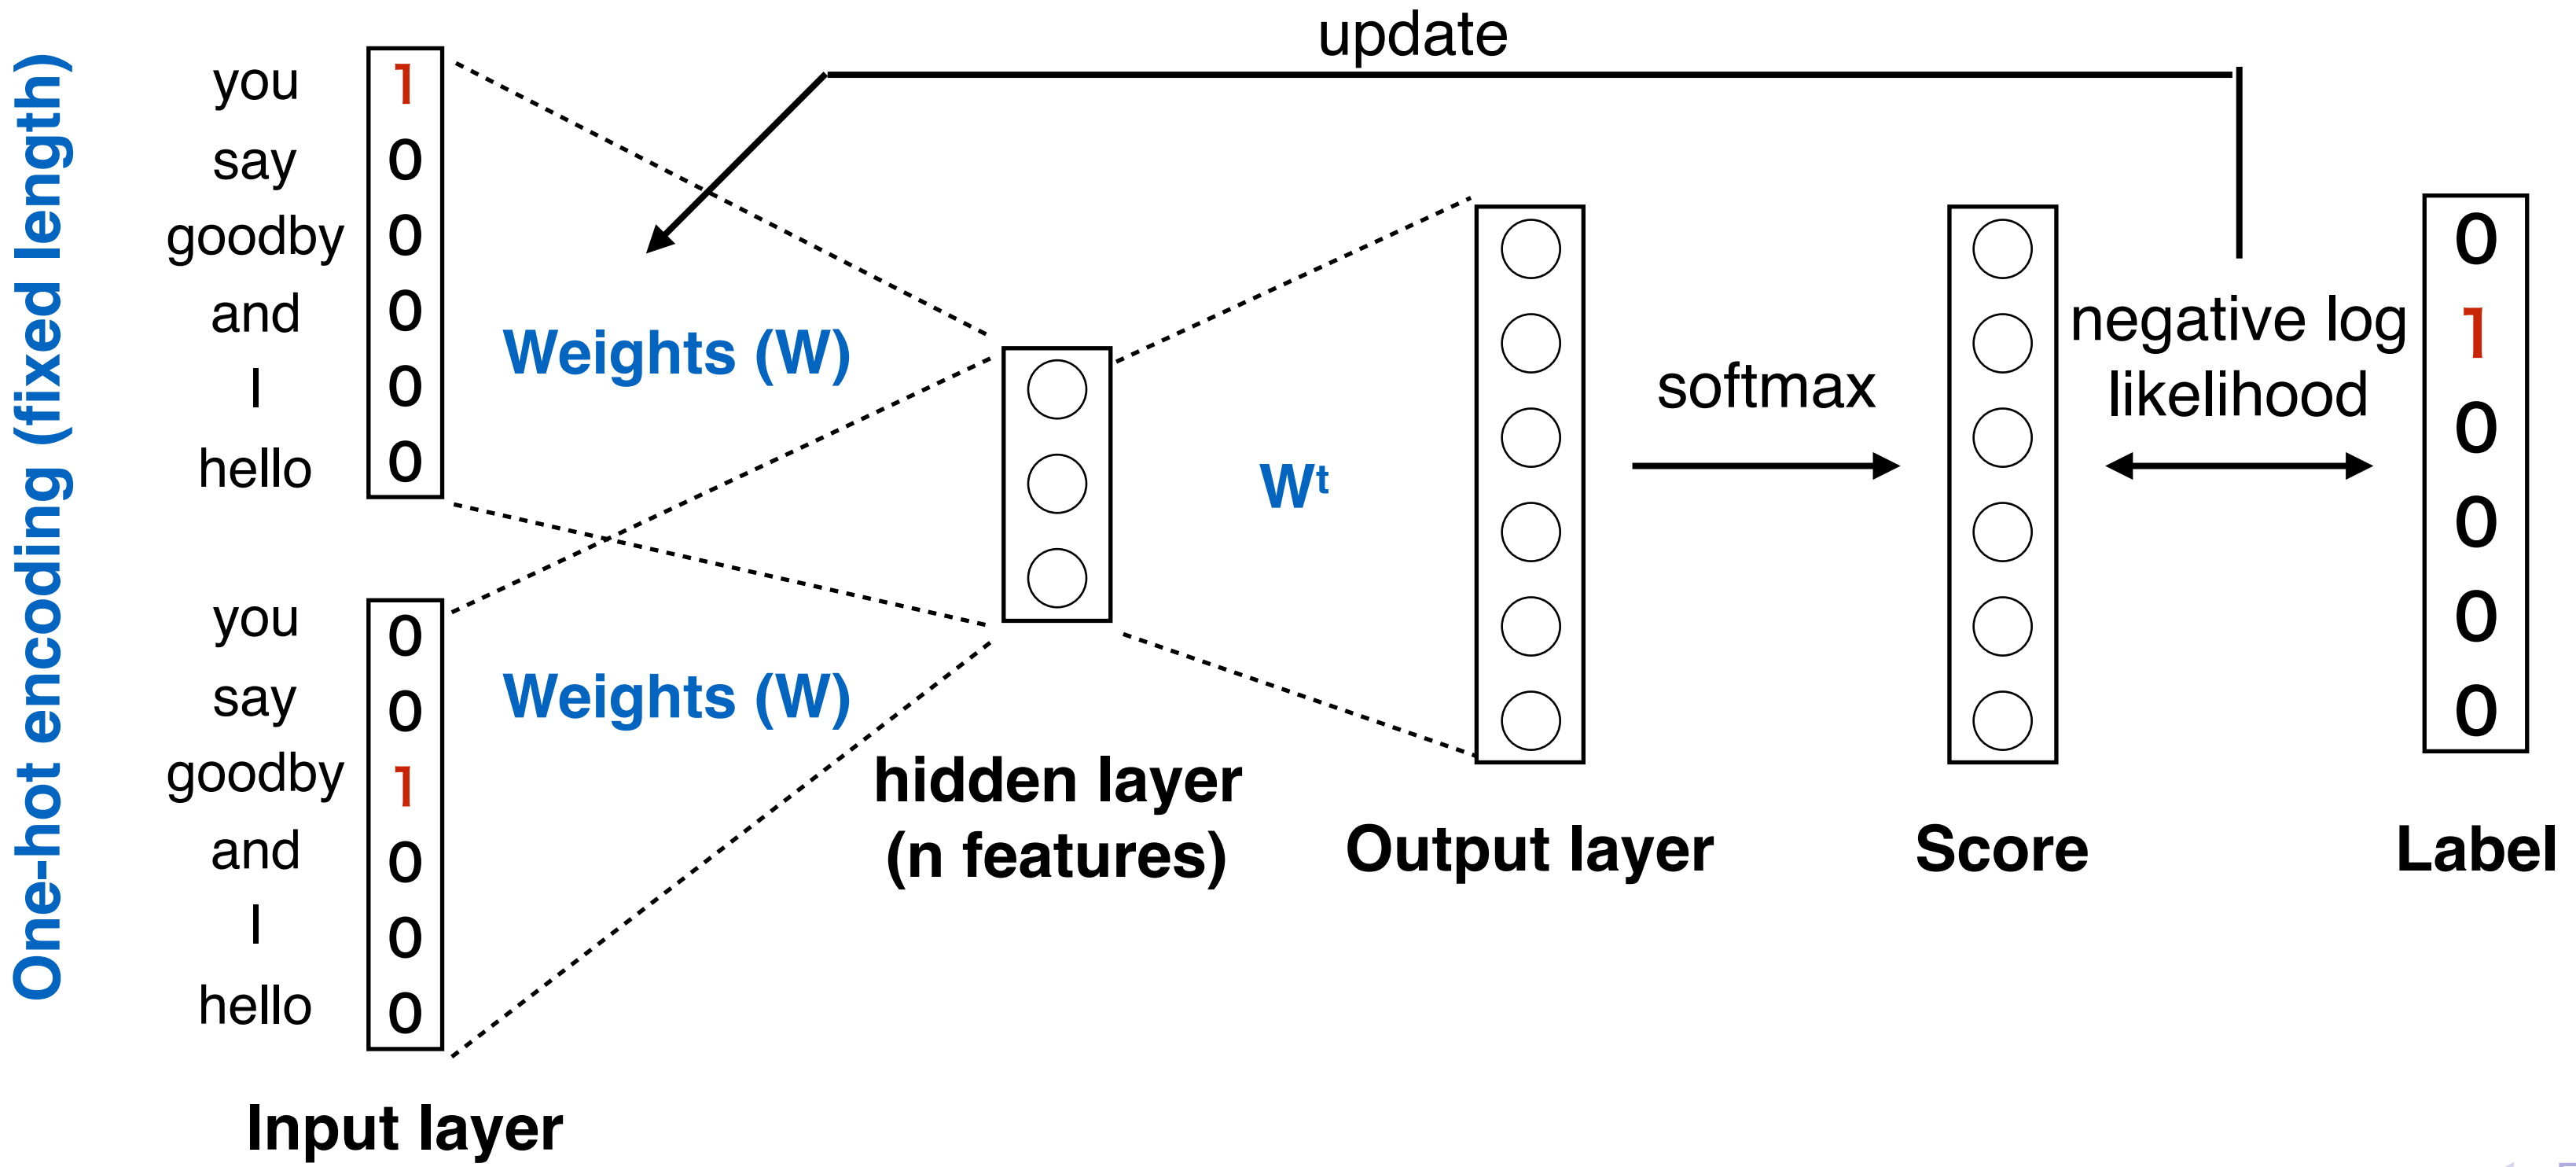 One-hot encoding (fixed length)
you 1
say 0
goodby 0
and 0
I 0
hello 0
you 0
say 0
goodby 1
and 0
I 0
hello 0
Input layer
update
Weights (W)
Weights (W)
hidden layer
(n features)
Wᵗ
Output layer
softmax
Score
negative log
likelihood
0
1
0
0
0
0
Label